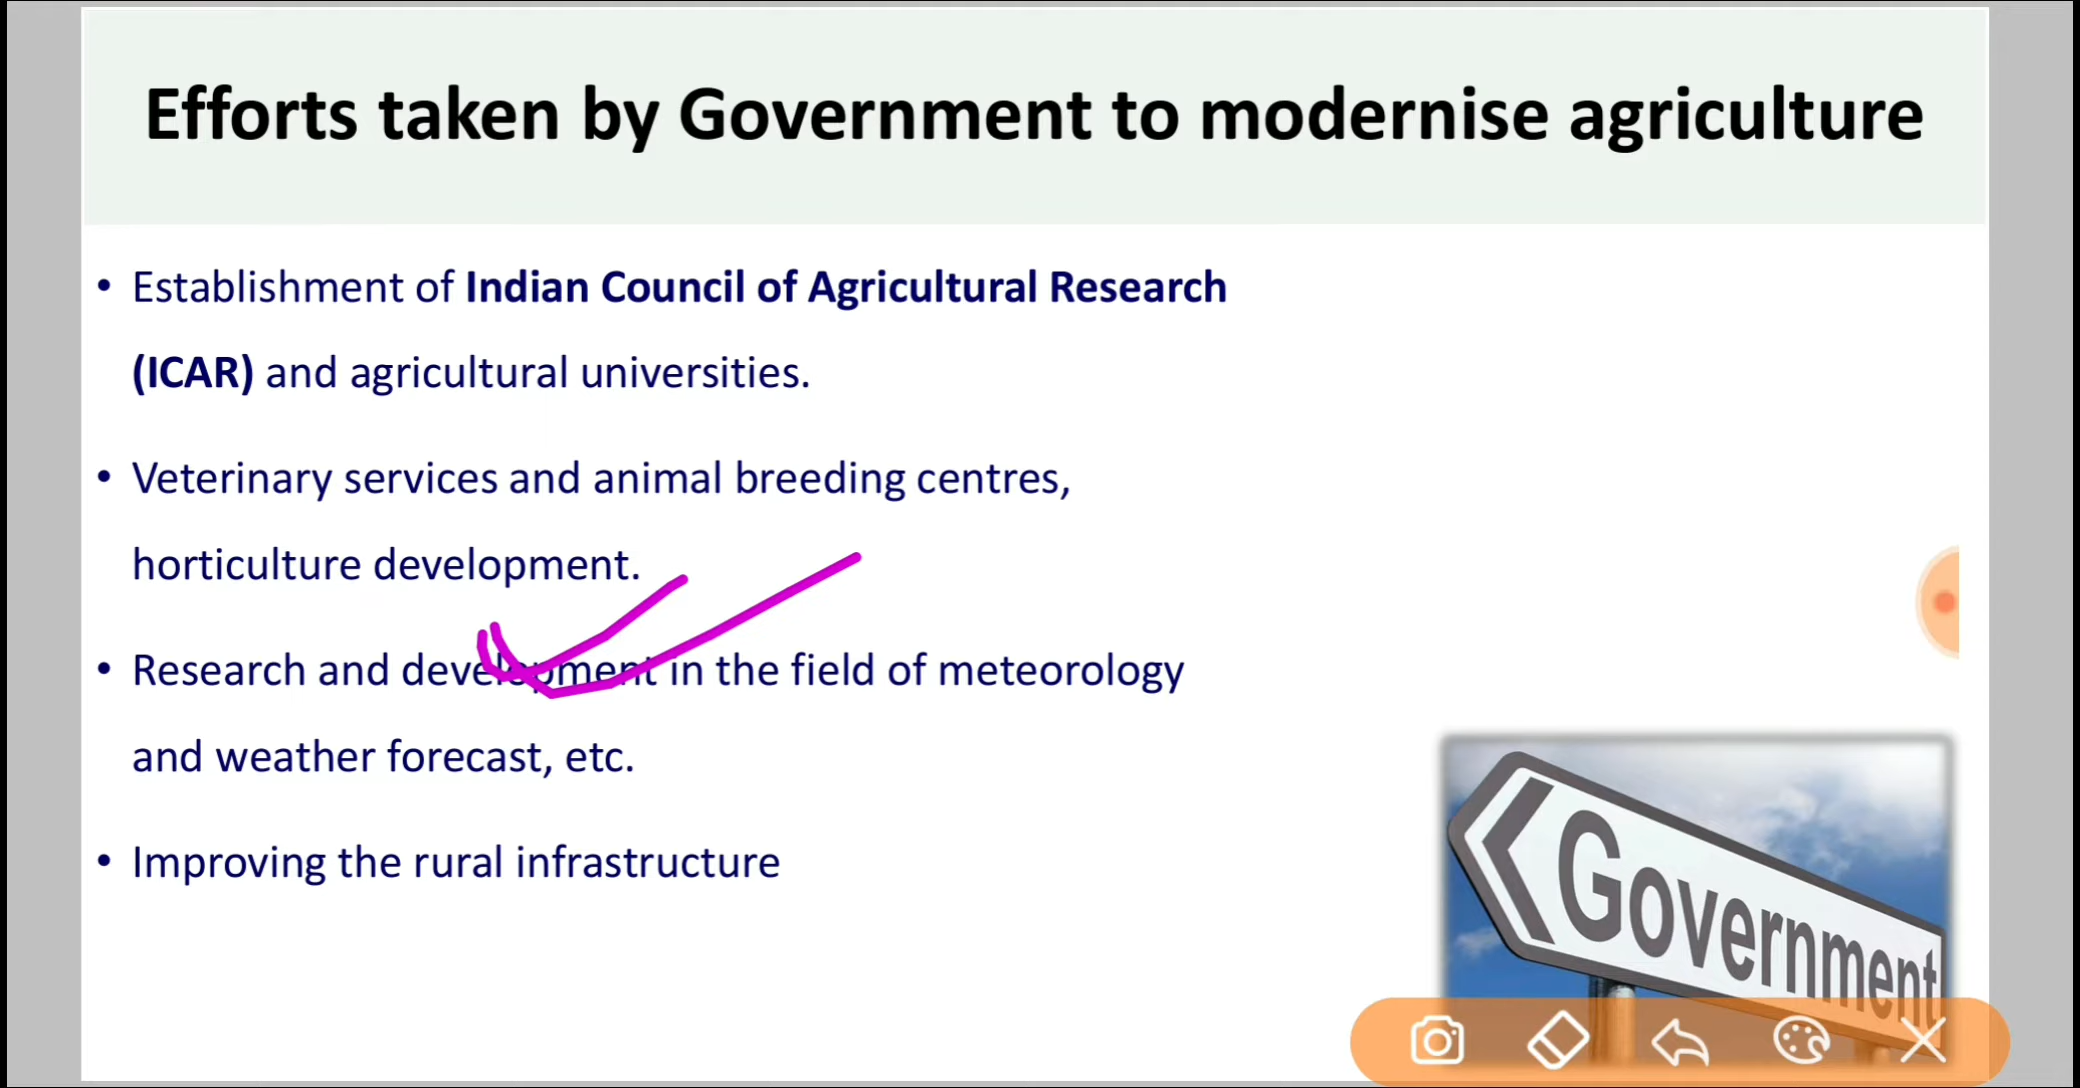 Efforts taken by Government to modernise agriculture
• Establishment of Indian Council of Agricultural Research
(ICAR) and agricultural universities.
• Veterinary services and animal breeding centres,
horticulture development.
• Research and development in the field of meteorology
and weather forecast, etc.
• Improving the rural infrastructure
Government